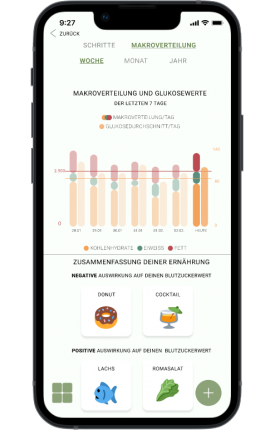 9:27
ZURÜCK
SCHRITTE MAKROVERTEILUNG
WOCHE MONAT JAHR
MAKROVERTEILUNG UND GLUKOSEWERTE
DER LETZTEN 7 TAGE
MAKROVERTEILUNG/TAG
GLUKOSEDURCHSCHNITT/TAG
0
KOHLENHYDRATE EIWEISS FETT
ZUSAMMENFASSUNG DEINER ERNÄHRUNG
NEGATIVE AUSWIRKUNG AUF DEINEN BLUTZUCKERWERT
DONUT COCKTAIL
POSITIVE AUSWIRKUNG AUF DEINEN BLUTZUCKERWERT
LACHS ROMASALAT
+